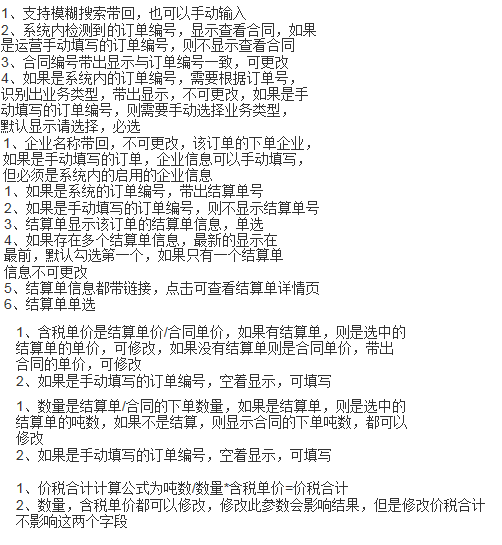 1、支持模糊搜索带回，也可以手动输入
2、系统内检测到的订单编号，显示查看合同，如果
是运营手动填写的订单编号，则不显示查看合同
3、合同编号带出显示与订单编号一致，可更改
4、如果是系统内的订单编号，需要根据订单号，
识别出业务类型，带出显示，不可更改，如果是手
动填写的订单编号，则需要手动选择业务类型，
默认显示请选择，必选
1、企业名称带回，不可更改，该订单的下单企业，
如果是手动填写的订单，企业信息可以手动填写，
但必须是系统内的启用的企业信息
1、如果是系统的订单编号，带出结算单号
2、如果是手动填写的订单编号，则不显示结算单号
3、结算单显示该订单的结算单信息，单选
4、如果存在多个结算单信息，最新的显示在
最前，默认勾选第一个，如果只有一个结算单
信息不可更改
5、结算单信息都带链接，点击可查看结算单详情页
6、结算单单选
1、含税单价是结算单价/合同单价，如果有结算单，则是选中的
结算单的单价，可修改，如果没有结算单则是合同单价，带出
合同的单价，可修改
2、如果是手动填写的订单编号，空着显示，可填写
1、数量是结算单/合同的下单数量，如果是结算单，则是选中的
结算单的吨数，如果不是结算，则显示合同的下单吨数，都可以
修改
2、如果是手动填写的订单编号，空着显示，可填写
1、价税合计计算公式为吨数/数量*含税单价=价税合计
2、数量，含税单价都可以修改，修改此参数会影响结果，但是修改价税合计
不影响这两个字段